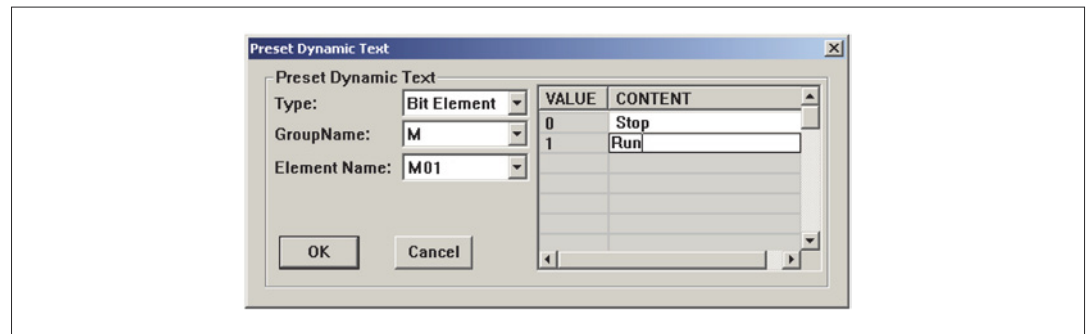 Preset Dynamic Text
Preset Dynamic Text
Type: Bit Element
GroupName: M
Element Name: M01
VALUE CONTENT
0 Stop
1 Run
OK Cancel